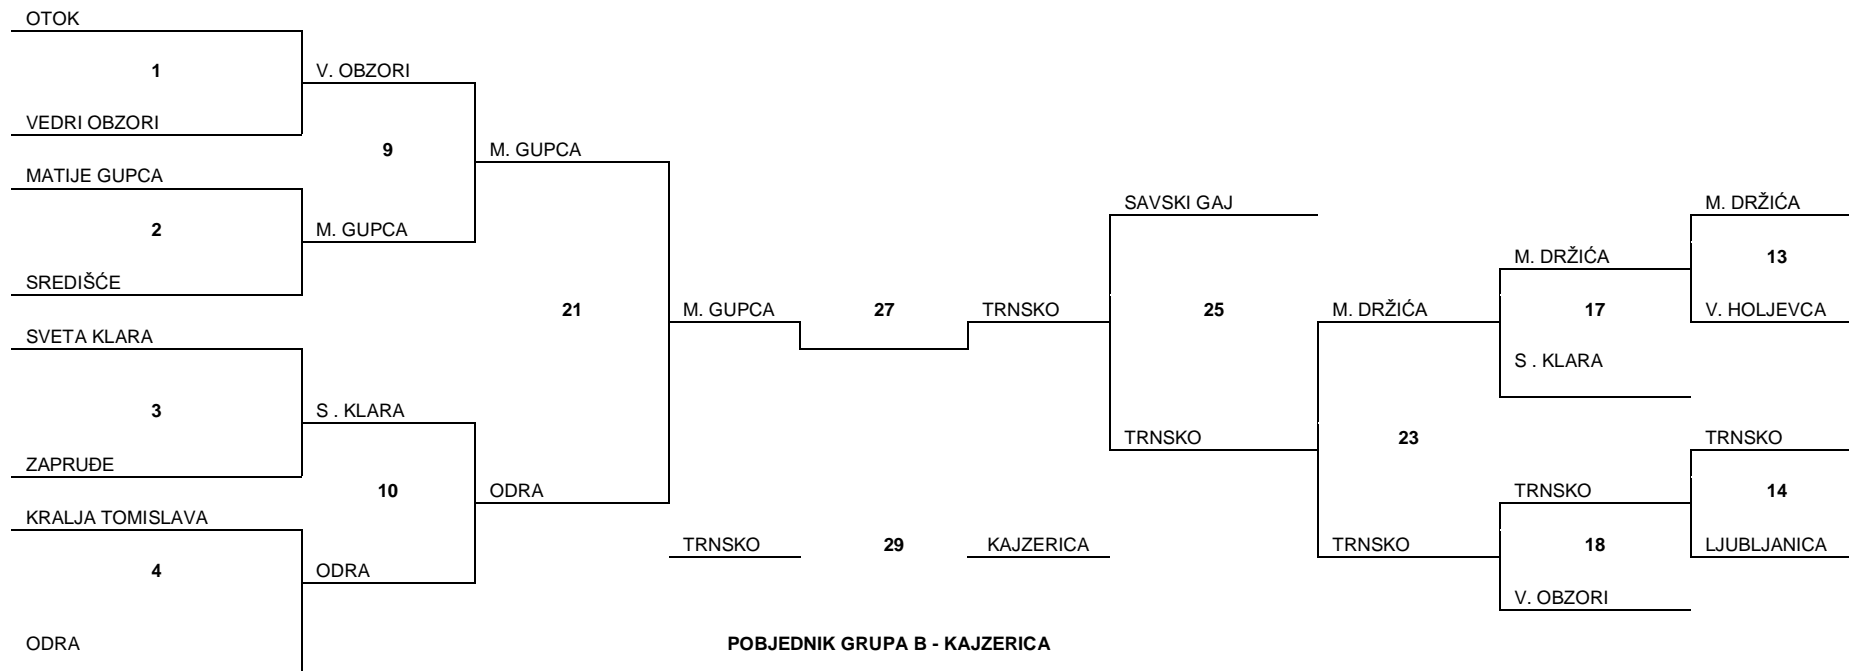 OTOK
1
V. OBZORI
VEDRI OBZORI
9
M. GUPCA
MATIJE GUPCA
SAVSKI GAJ
M. DRŽIĆA
2
M. GUPCA
M. DRŽIĆA
13
SREDIŠĆE
21
M. GUPCA
27
TRNSKO
25
M. DRŽIĆA
17
V. HOLJEVCA
SVETA KLARA
S . KLARA
3
S . KLARA
TRNSKO
23
TRNSKO
ZAPRUĐE
10
ODRA
TRNSKO
14
KRALJA TOMISLAVA
TRNSKO
29
KAJZERICA
TRNSKO
18
LJUBLJANICA
4
ODRA
V. OBZORI
ODRA
POBJEDNIK GRUPA B - KAJZERICA